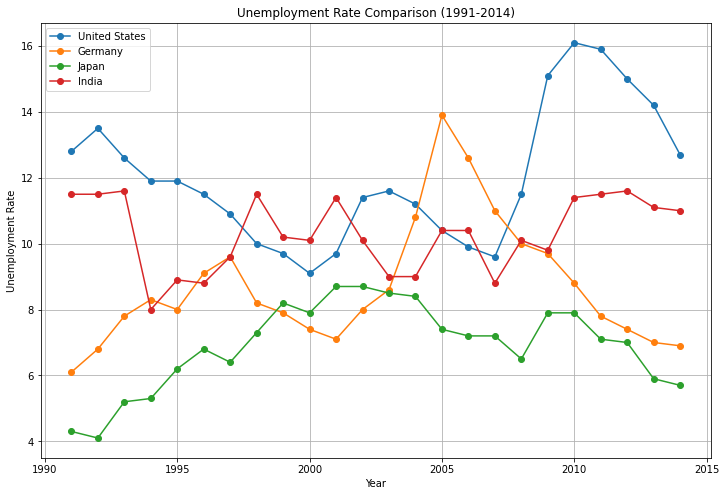 Unemployment Rate Comparison (1991-2014)
United States
Germany
Japan
India
16
14
12
10
8
6
4
Unemployment Rate
1990
1995
2000
2005
2010
2015
Year